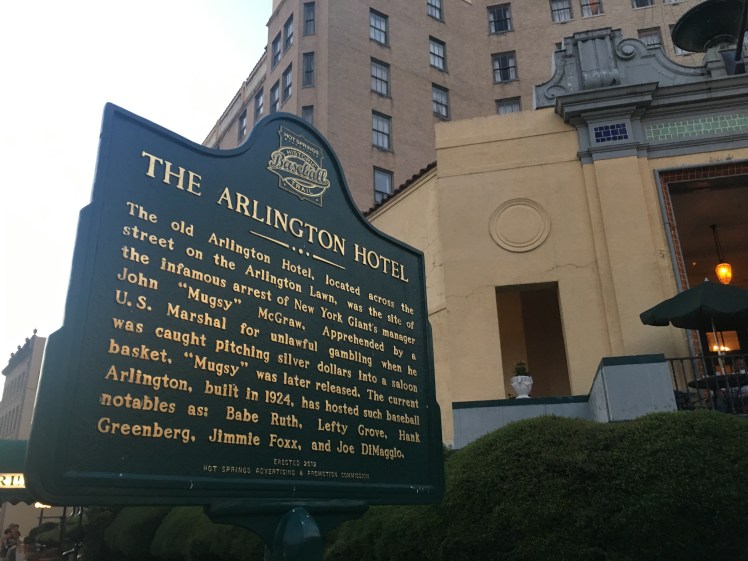 HOT SPRINGS
HISTORIC
Baseball
TRAIL
THE ARLINGTON HOTEL
The old Arlington Hotel, located across the
street on the Arlington Lawn, was the site of
the infamous arrest of New York Giant's manager
John "Mugsy" McGraw. Apprehended by a
U.S. Marshal for unlawful gambling when he
was caught pitching silver dollars into a saloon
basket, "Mugsy" was later released. The current
Arlington, built in 1924, has hosted such baseball
notables as: Babe Ruth, Lefty Grove, Hank
Greenberg, Jimmie Foxx, and Joe DiMaggio.
ERECTED 2012
HOT SPRINGS ADVERTISING & PROMOTION COMMISSION